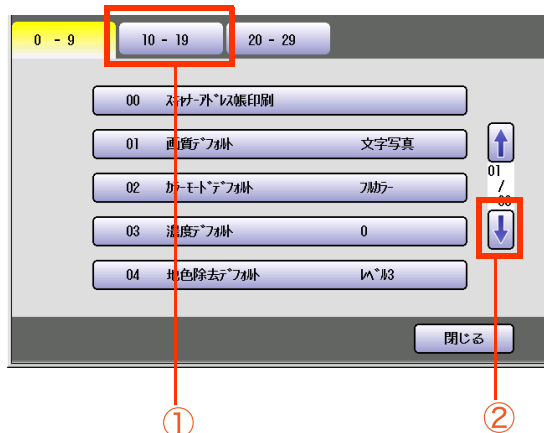 0 - 9 10 - 19 20 - 29
00 スキャナーアドレス帳印刷
01 画質デフォルト 文字写真
01
/
02 カラーモードデフォルト フルカラー
03 濃度デフォルト 0
04 地色除去デフォルト レベル3
閉じる
① ②